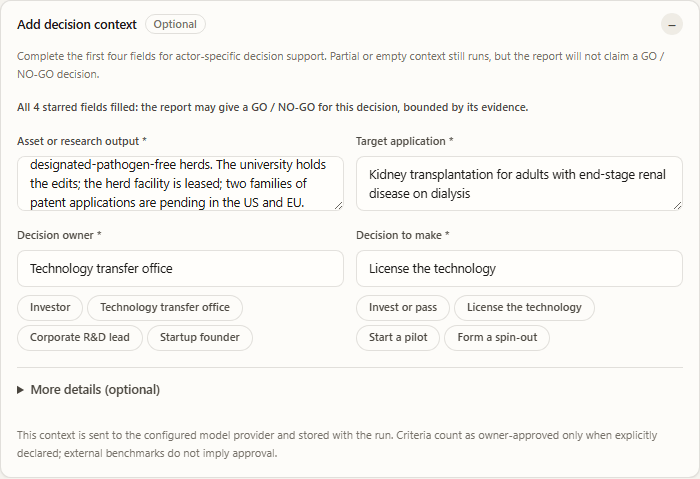 Add decision context Optional −
Complete the first four fields for actor-specific decision support. Partial or empty context still runs, but the report will not claim a GO /
NO-GO decision.
All 4 starred fields filled: the report may give a GO / NO-GO for this decision, bounded by its evidence.
Asset or research output *
designated-pathogen-free herds. The university holds
the edits; the herd facility is leased; two families of
patent applications are pending in the US and EU.
Target application *
Kidney transplantation for adults with end-stage renal
disease on dialysis
Decision owner *
Technology transfer office
Investor
Technology transfer office
Corporate R&D lead
Startup founder
Decision to make *
License the technology
Invest or pass
License the technology
Start a pilot
Form a spin-out
More details (optional)
This context is sent to the configured model provider and stored with the run. Criteria count as owner-approved only when explicitly
declared; external benchmarks do not imply approval.